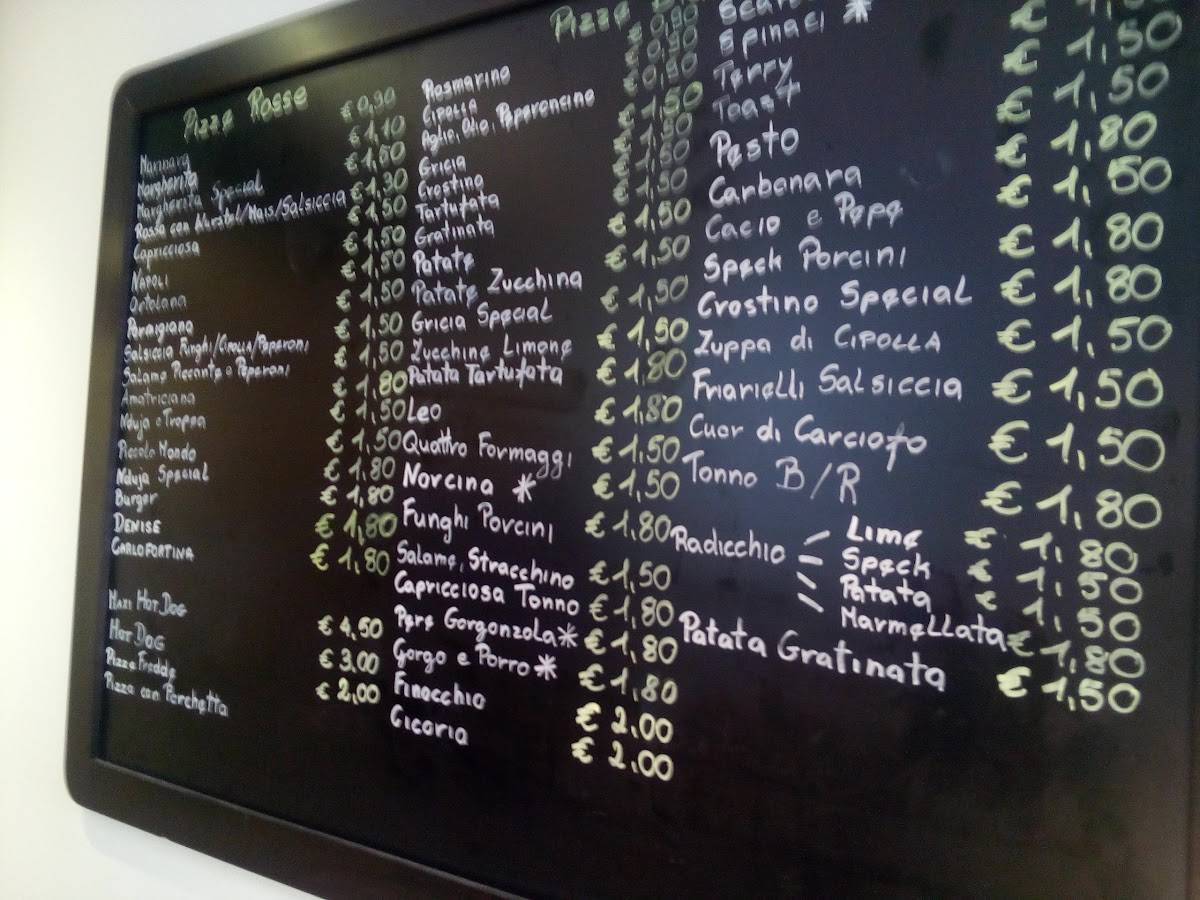 Pizze Rosse
Marinara
Margherita
Margherita Special
Rossa con Wurstel/Mais/Salsiccia
Capricciosa
NAPOLI
Ortolana
Parmigiana
Salsiccia Funghi/Cipolla/Peperoni
Salame Piccante e Peperoni
Amatriciana
Nduja e Tropea
Piccolo Mondo
Nduja Special
Burger
DENISE
CARLOFORTINA
MAXI HOT DOG
HOT DOG
Pizze Fredde
Pizza con Porchetta
€ 0,90
€ 1,10
€ 1,50
€ 1,30
€ 1,50
€ 1,50
€ 1,50
€ 1,50
€ 1,50
€ 1,50
€ 1,80
€ 1,50
€ 1,50
€ 1,80
€ 1,80
€ 1,80
€ 1,80
€ 4,50
€ 3,00
€ 2,00
Pizze
Rosmarino
CIPOLLA
Aglio, Olio, Peperoncino
Gricia
Crostino
Tartufata
Gratinata
Patate
Patate Zucchina
Gricia Special
Zucchine Limone
Patata Tartufata
Leo
Quattro Formaggi
Norcina *
Funghi Porcini
Salame, Stracchino
Capricciosa Tonno
Pere Gorgonzola *
Gorgo e Porro *
Finocchio
Cicoria
€ 0,90
€ 0,90
€ 0,90
€ 1,50
€ 1,50
€ 1,50
€ 1,50
€ 1,50
€ 1,50
€ 1,50
€ 1,50
€ 1,80
€ 1,80
€ 1,50
€ 1,50
€ 1,80
€ 1,50
€ 1,80
€ 1,80
€ 1,80
€ 2.00
€ 2.00
Spinaci *
Terry
Toast
Pesto
Carbonara
Cacio e Pepe
Speck Porcini
Crostino Special
Zuppa di CIPOLLA
Friarielli Salsiccia
Cuor di Carciofo
Tonno B/R
Radicchio
Lime
Speck
Patata
Marmellata
Patata Gratinata
€ 1,50
€ 1,50
€ 1,80
€ 1,50
€ 1,80
€ 1,80
€ 1,50
€ 1,50
€ 1,50
€ 1,80
€ 1,80
€ 1,50
€ 1,50
€ 1,80
€ 1,50